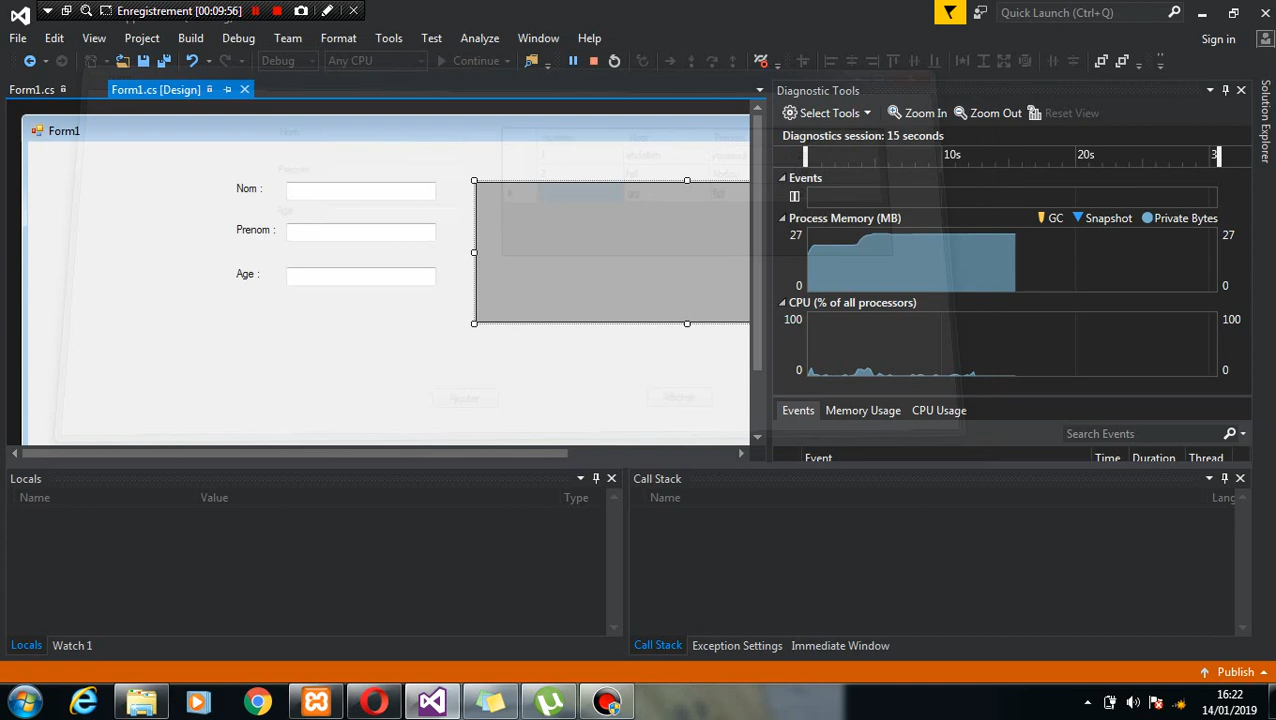 Enregistrement (00:09:56)
Quick Launch (Ctrl+Q)
File Edit View Project Build Debug Team Format Tools Test Analyze Window Help
Sign in
Debug Any CPU Continue
Form1.cs Form1.cs [Design]
Diagnostic Tools
Select Tools Zoom In Zoom Out Reset View
Diagnostics session: 15 seconds
10s 20s 3
Events
Process Memory (MB) GC Snapshot Private Bytes
27 27
0 0
CPU (% of all processors)
100 100
0 0
Events Memory Usage CPU Usage
Search Events
Event Time Duration Thread
Solution Explorer
Form1
Nom :
Prenom :
Age :
Nom
Age
Ajouter
Locals
Name Value Type
Locals Watch 1
Call Stack
Name Lang
Call Stack Exception Settings Immediate Window
Publish
16:22
14/01/2019